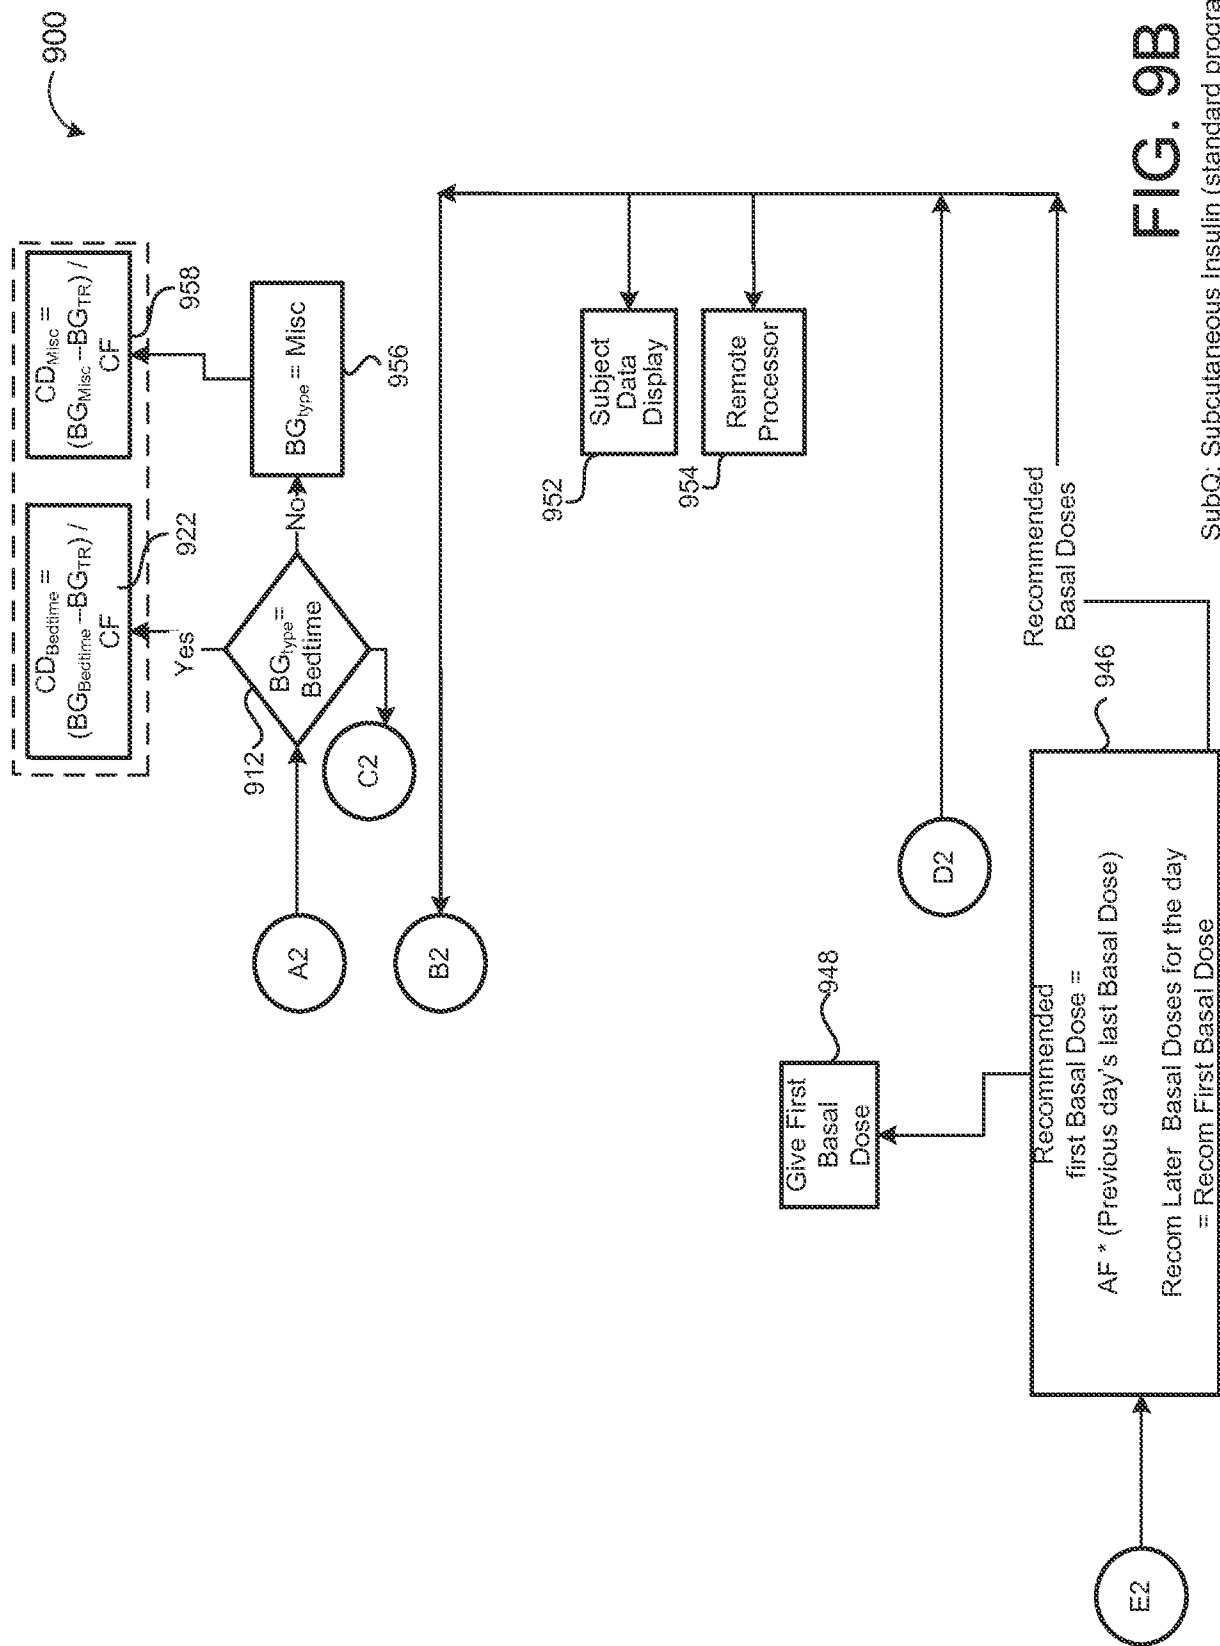 900
CD_Bedtime =
(BG_Bedtime --BG_TR) /
CF
922
CD_Misc =
(BG_Misc --BG_TR) /
CF
958
Yes
A2
912
BG_type =
Bedtime
No
BG_type = Misc
956
C2
B2
952
Subject
Data
Display
954
Remote
Processor
D2
948
Give First
Basal
Dose
Recommended
Basal Doses
E2
946
Recommended
first Basal Dose =
AF * (Previous day's last Basal Dose)
Recom Later Basal Doses for the day
= Recom First Basal Dose
FIG. 9B
SubQ: Subcutaneous Insulin (standard